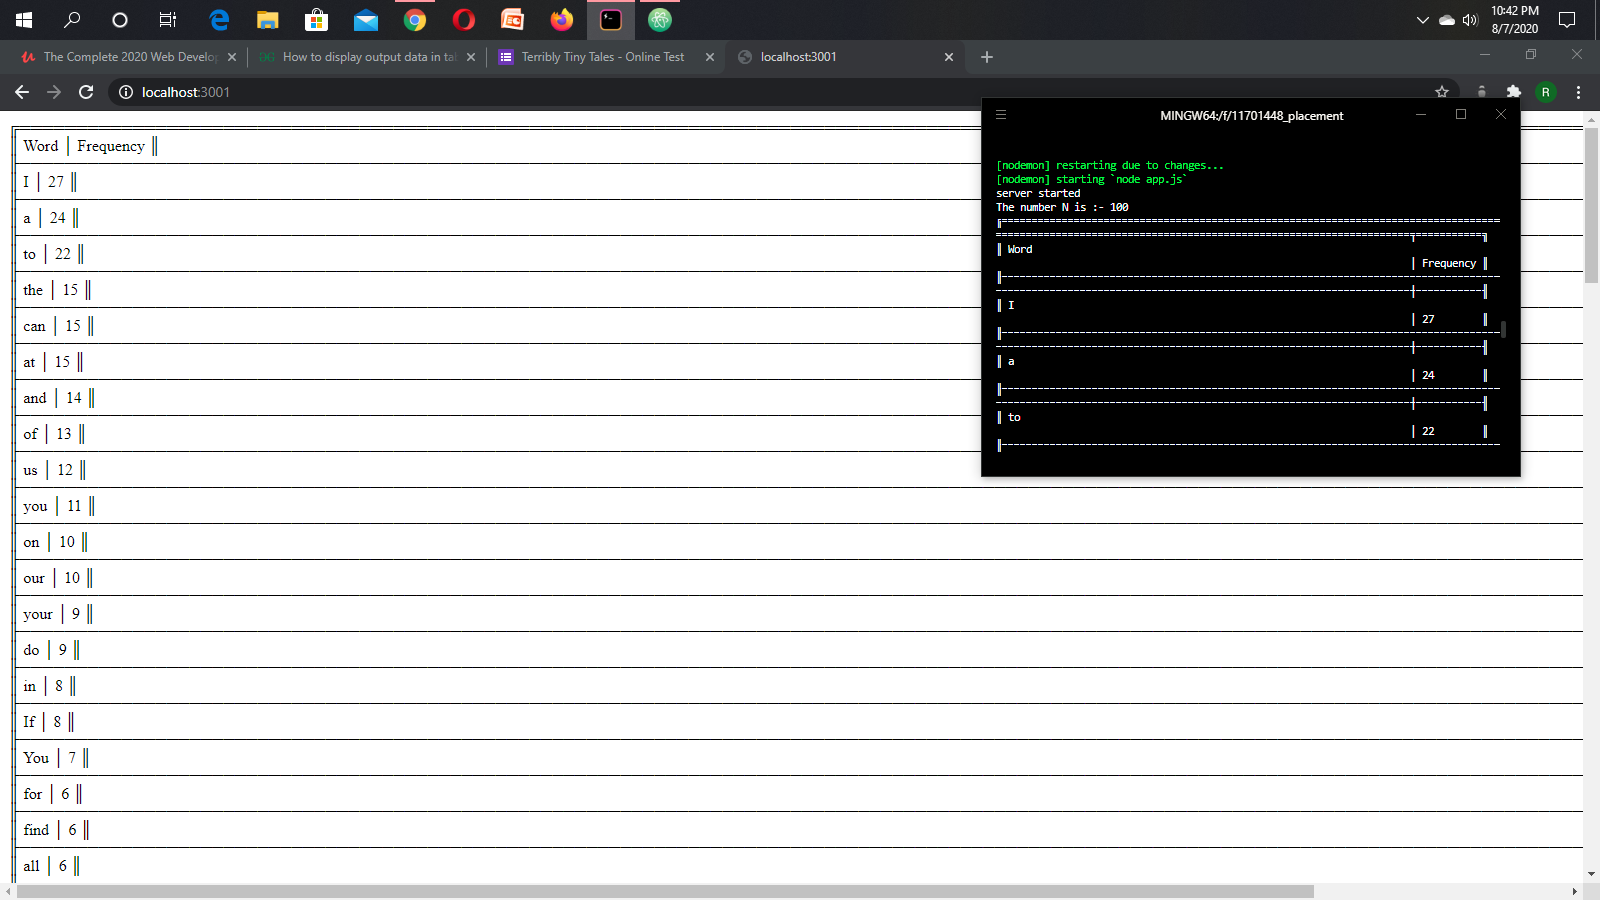 10:42 PM
8/7/2020
The Complete 2020 Web Develop
How to display output data in tab
Terribly Tiny Tales - Online Test
localhost:3001
localhost:3001
R
Word │ Frequency ║
I │ 27 ║
a │ 24 ║
to │ 22 ║
the │ 15 ║
can │ 15 ║
at │ 15 ║
and │ 14 ║
of │ 13 ║
us │ 12 ║
you │ 11 ║
on │ 10 ║
our │ 10 ║
your │ 9 ║
do │ 9 ║
in │ 8 ║
If │ 8 ║
You │ 7 ║
for │ 6 ║
find │ 6 ║
all │ 6 ║
MINGW64:/f/11701448_placement
[nodemon] restarting due to changes...
[nodemon] starting `node app.js`
server started
The number N is :- 100
║ Word
│ Frequency ║
║ I
│ 27 ║
║ a
│ 24 ║
║ to
│ 22 ║